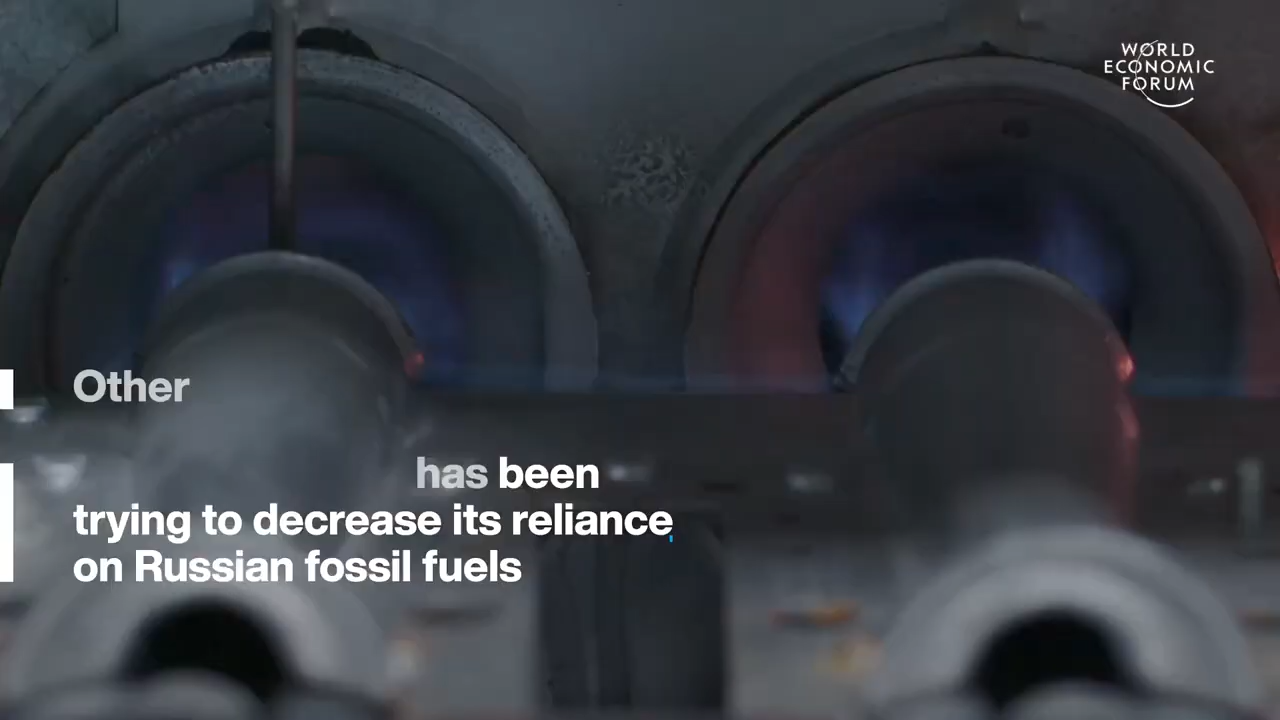 WORLD
ECONOMIC
FORUM
Other
has been
trying to decrease its reliance
on Russian fossil fuels